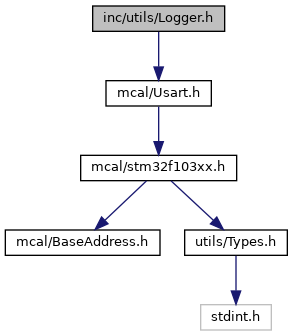 inc/utils/Logger.h
mcal/Usart.h
mcal/stm32f103xx.h
mcal/BaseAddress.h
utils/Types.h
stdint.h